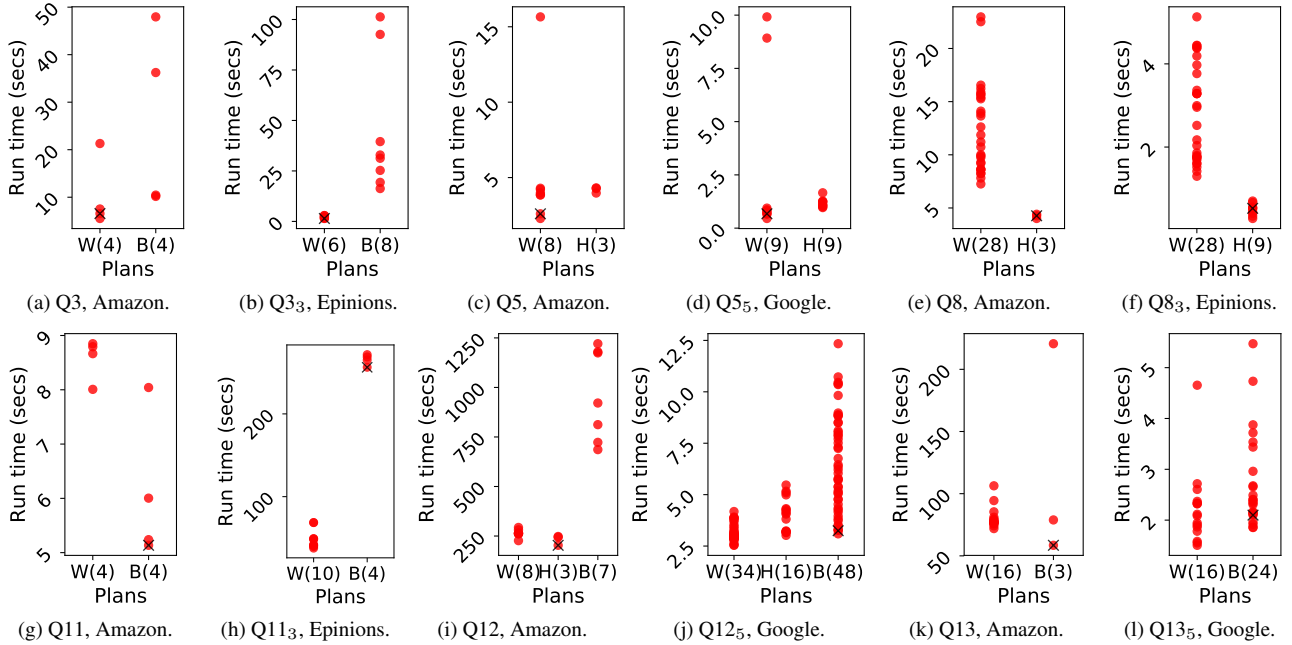 50
40
30
20
10
Run time (secs)
W(4) B(4)
Plans
(a) Q3, Amazon.
100
75
50
25
0
Run time (secs)
W(6) B(8)
Plans
(b) Q3₃, Epinions.
15
10
5
Run time (secs)
W(8) H(3)
Plans
(c) Q5, Amazon.
10.0
7.5
5.0
2.5
0.0
Run time (secs)
W(9) H(9)
Plans
(d) Q5₅, Google.
20
15
10
5
Run time (secs)
W(28) H(3)
Plans
(e) Q8, Amazon.
4
2
Run time (secs)
W(28) H(9)
Plans
(f) Q8₃, Epinions.
9
8
7
6
5
Run time (secs)
W(4) B(4)
Plans
(g) Q11, Amazon.
200
100
Run time (secs)
W(10) B(4)
Plans
(h) Q11₃, Epinions.
1250
1000
750
500
250
Run time (secs)
W(8) H(3) B(7)
Plans
(i) Q12, Amazon.
12.5
10.0
7.5
5.0
2.5
Run time (secs)
W(34) H(16) B(48)
Plans
(j) Q12₅, Google.
200
150
100
50
Run time (secs)
W(16) B(3)
Plans
(k) Q13, Amazon.
5
4
3
2
Run time (secs)
W(16) B(24)
Plans
(l) Q13₅, Google.